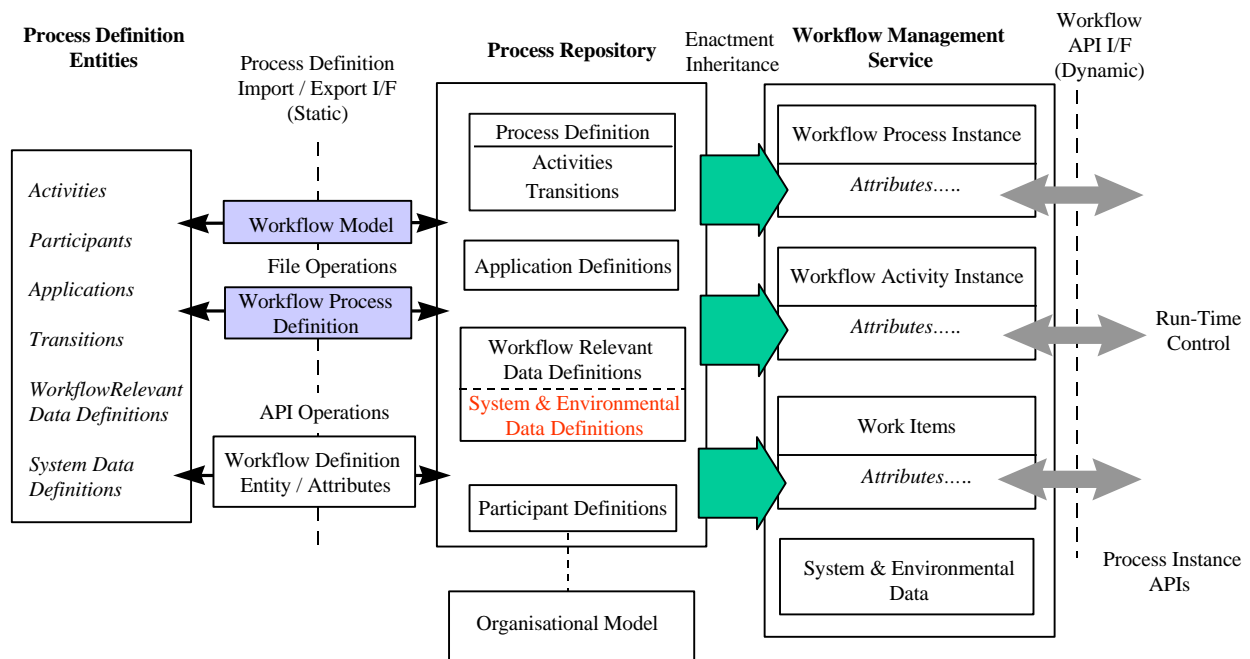 Process Definition
Entities
Activities
Participants
Applications
Transitions
WorkflowRelevant
Data Definitions
System Data
Definitions
Process Definition
Import / Export I/F
(Static)
Workflow Model
File Operations
Workflow Process
Definition
API Operations
Workflow Definition
Entity / Attributes
Process Repository
Process Definition
Activities
Transitions
Application Definitions
Workflow Relevant
Data Definitions
System & Environmental
Data Definitions
Participant Definitions
Organisational Model
Enactment
Inheritance
Workflow Management
Service
Workflow Process Instance
Attributes…..
Workflow Activity Instance
Attributes…..
Work Items
Attributes…..
System & Environmental
Data
Workflow
API I/F
(Dynamic)
Run-Time
Control
Process Instance
APIs